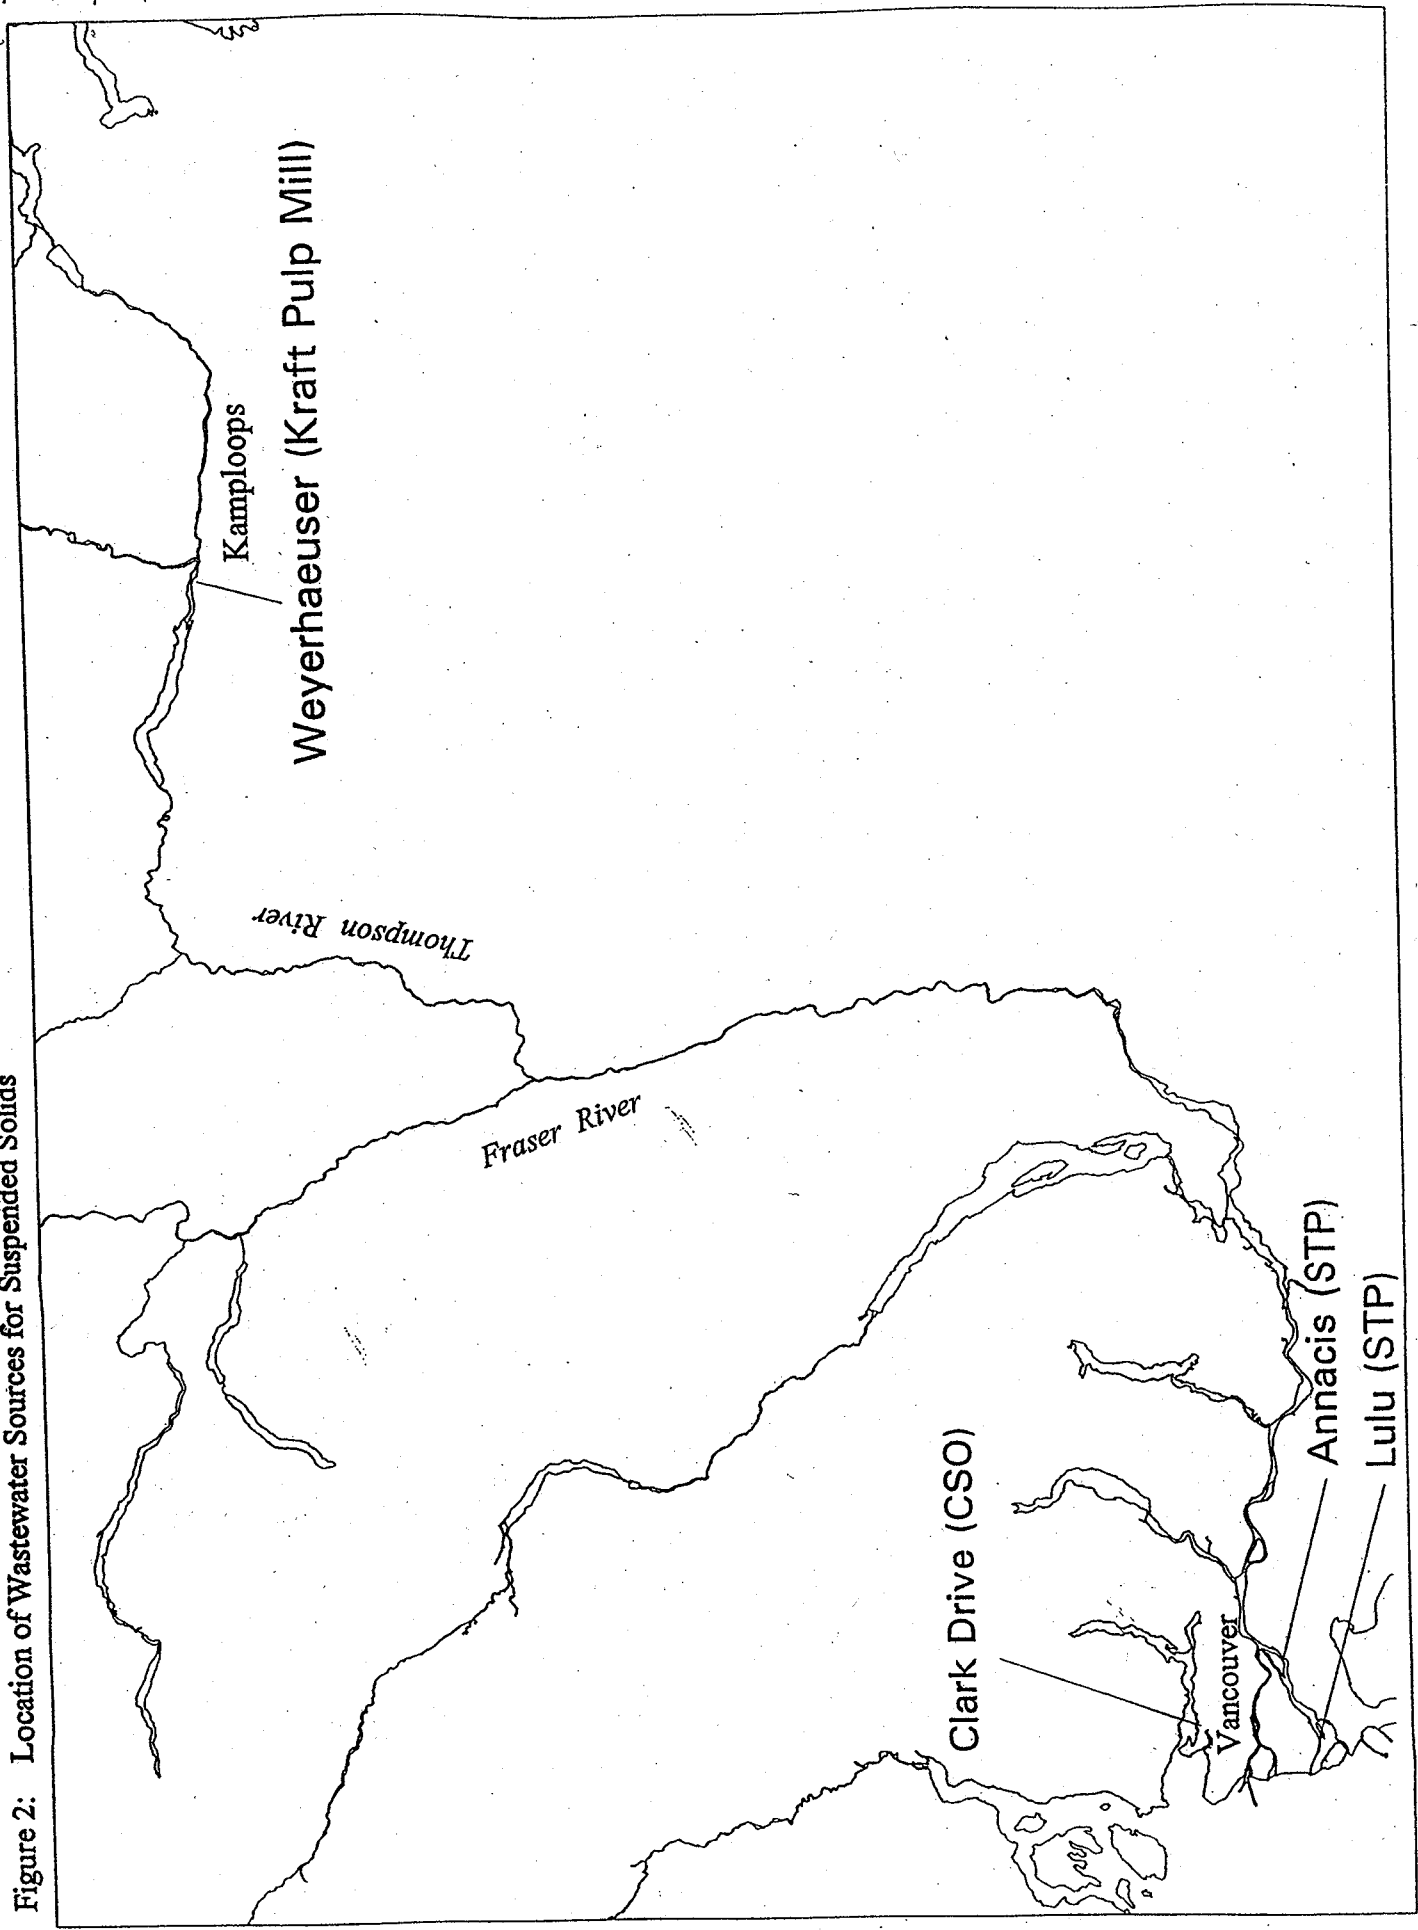 Figure 2: Location of Wastewater Sources for Suspended Solids
Kamploops
Weyerhaeuser (Kraft Pulp Mill)
Thompson River
Fraser River
Clark Drive (CSO)
Vancouver
Annacis (STP)
Lulu (STP)